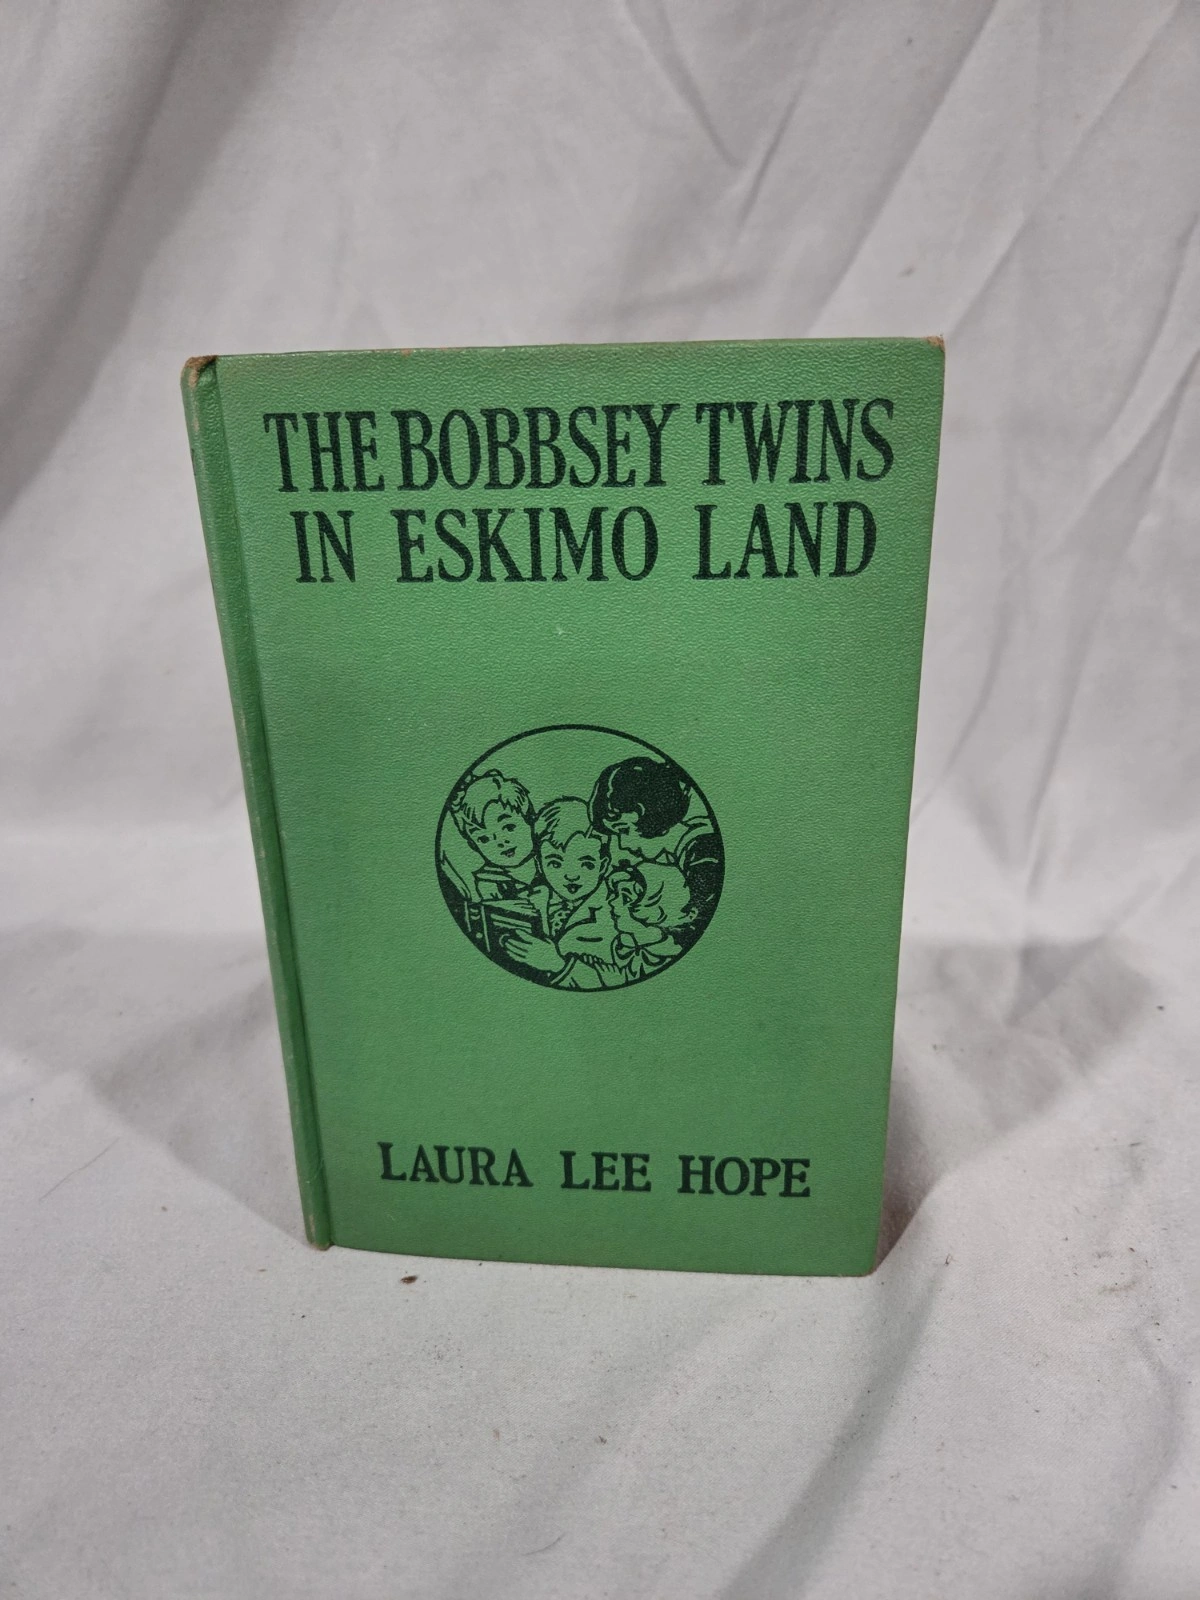 THE BOBBSEY TWINS
IN ESKIMO LAND
LAURA LEE HOPE